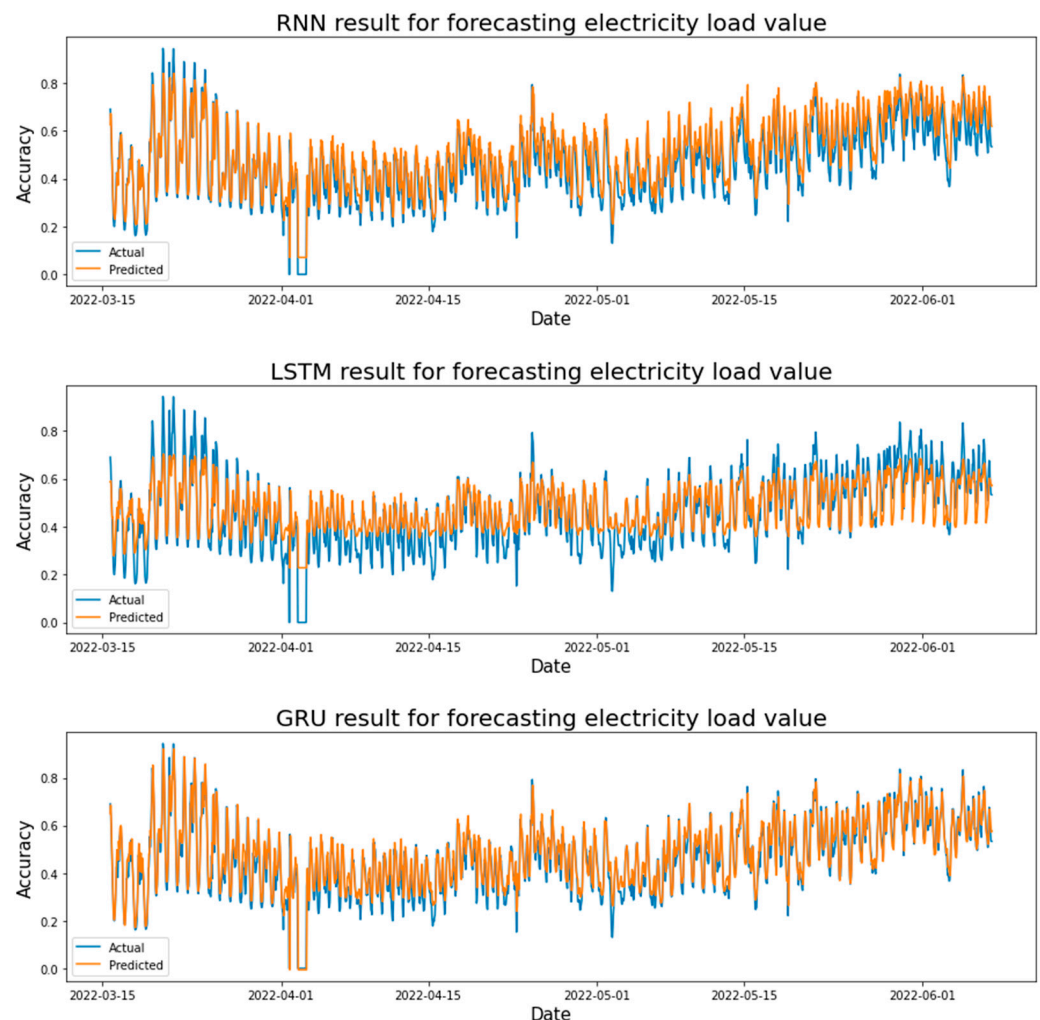 RNN result for forecasting electricity load value
Accuracy
0.8
0.6
0.4
0.2
0.0
Actual
Predicted
2022-03-15 2022-04-01 2022-04-15 2022-05-01 2022-05-15 2022-06-01
Date
LSTM result for forecasting electricity load value
Accuracy
0.8
0.6
0.4
0.2
0.0
Actual
Predicted
2022-03-15 2022-04-01 2022-04-15 2022-05-01 2022-05-15 2022-06-01
Date
GRU result for forecasting electricity load value
Accuracy
0.8
0.6
0.4
0.2
0.0
Actual
Predicted
2022-03-15 2022-04-01 2022-04-15 2022-05-01 2022-05-15 2022-06-01
Date